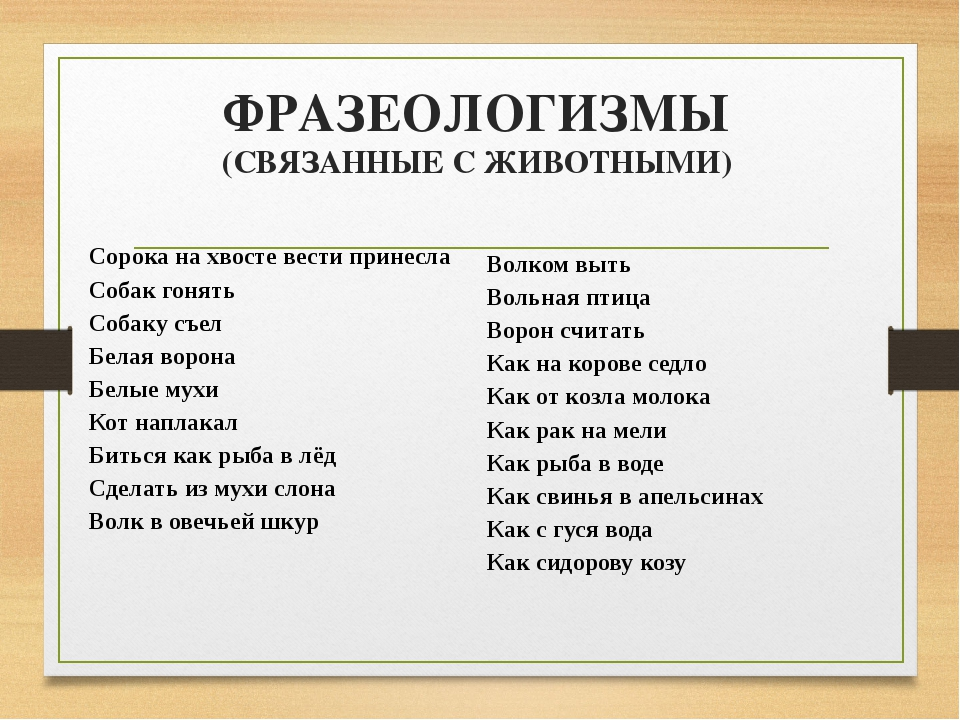 ФРАЗЕОЛОГИЗМЫ
(СВЯЗАННЫЕ С ЖИВОТНЫМИ)
Сорока на хвосте вести принесла
Собак гонять
Собаку съел
Белая ворона
Белые мухи
Кот наплакал
Биться как рыба в лёд
Сделать из мухи слона
Волк в овечьей шкур
Волком выть
Вольная птица
Ворон считать
Как на корове седло
Как от козла молока
Как рак на мели
Как рыба в воде
Как свинья в апельсинах
Как с гуся вода
Как сидорову козу